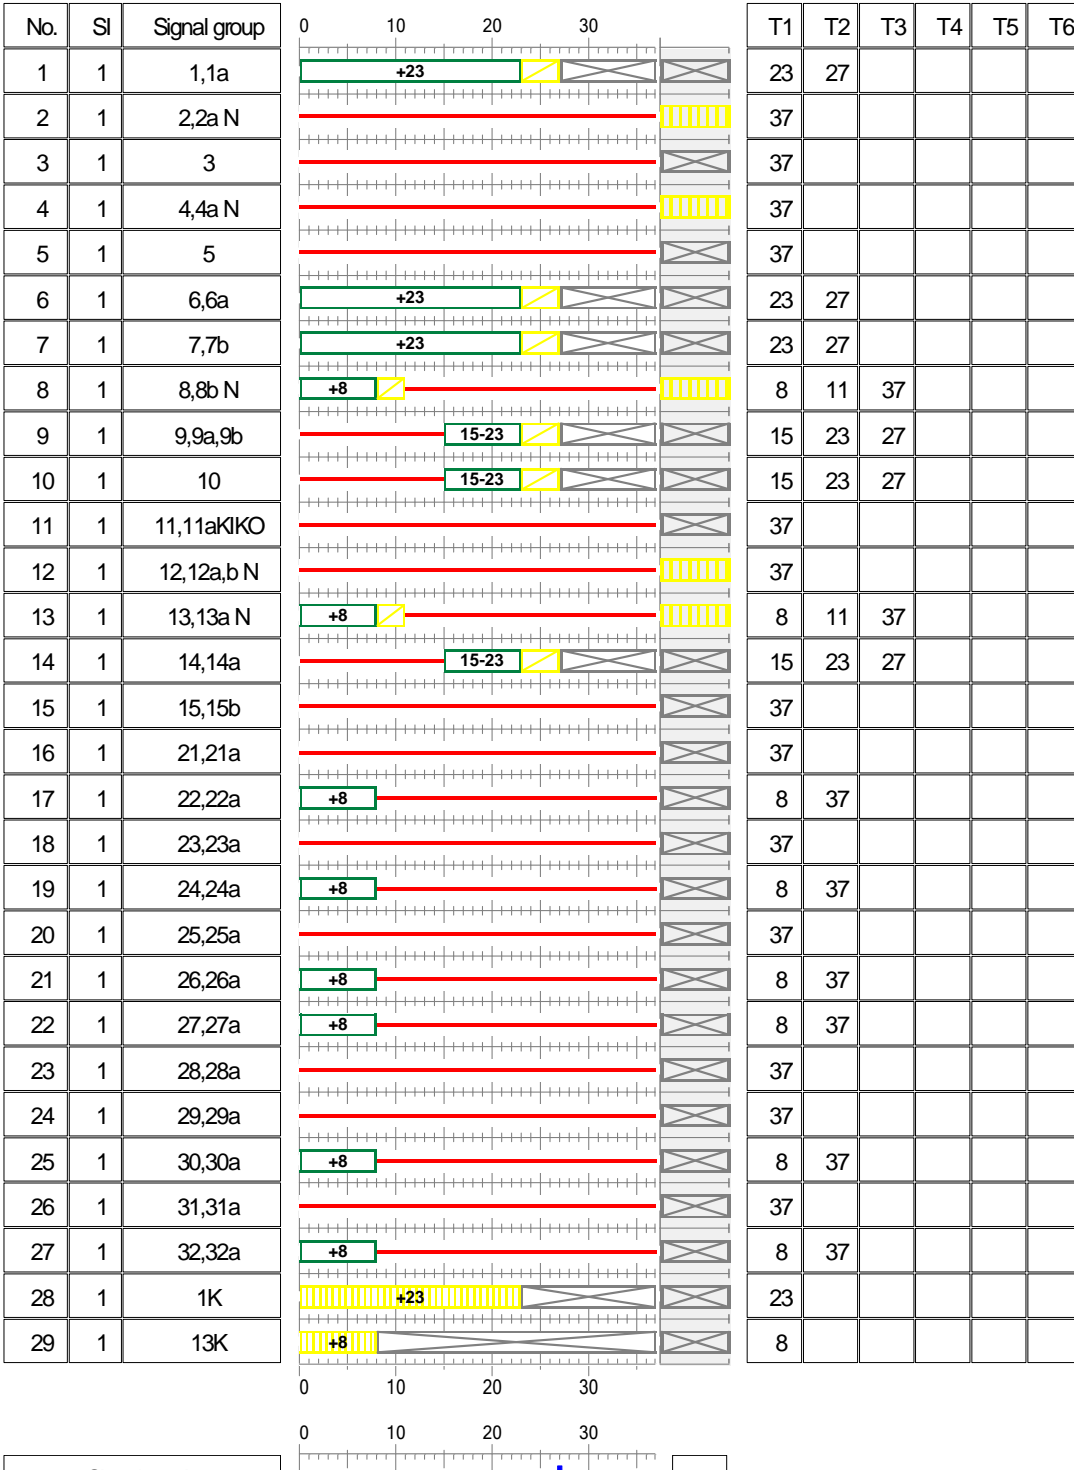 No. SI Signal group 0 10 20 30 T1 T2 T3 T4 T5 T6
1 1 1,1a +23 23 27
2 1 2,2a N 37
3 1 3 37
4 1 4,4a N 37
5 1 5 37
6 1 6,6a +23 23 27
7 1 7,7b +23 23 27
8 1 8,8b N +8 8 11 37
9 1 9,9a,9b 15-23 15 23 27
10 1 10 15-23 15 23 27
11 1 11,11aKIKO 37
12 1 12,12a,b N 37
13 1 13,13a N +8 8 11 37
14 1 14,14a 15-23 15 23 27
15 1 15,15b 37
16 1 21,21a 37
17 1 22,22a +8 8 37
18 1 23,23a 37
19 1 24,24a +8 8 37
20 1 25,25a 37
21 1 26,26a +8 8 37
22 1 27,27a +8 8 37
23 1 28,28a 37
24 1 29,29a 37
25 1 30,30a +8 8 37
26 1 31,31a 37
27 1 32,32a +8 8 37
28 1 1K +23 23
29 1 13K +8 8
0 10 20 30
0 10 20 30